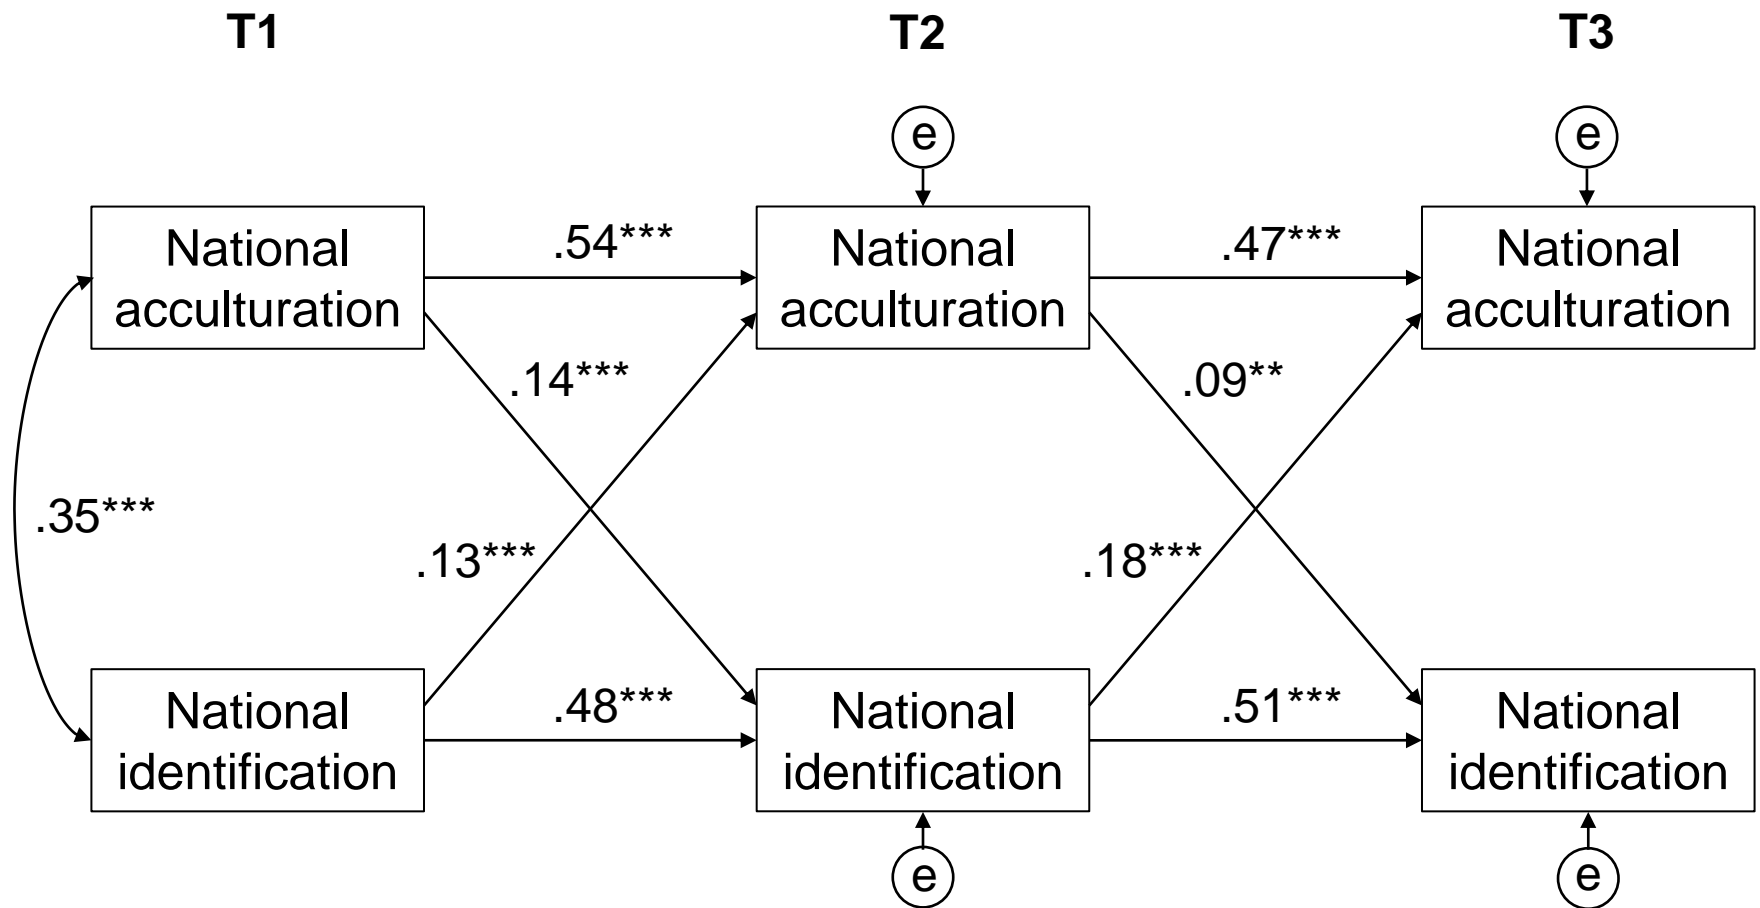 T1
T2
T3
e
e
National
acculturation
.54***
National
acculturation
.47***
National
acculturation
.14***
.09**
.35***
.13***
.18***
National
identification
.48***
National
identification
.51***
National
identification
e
e